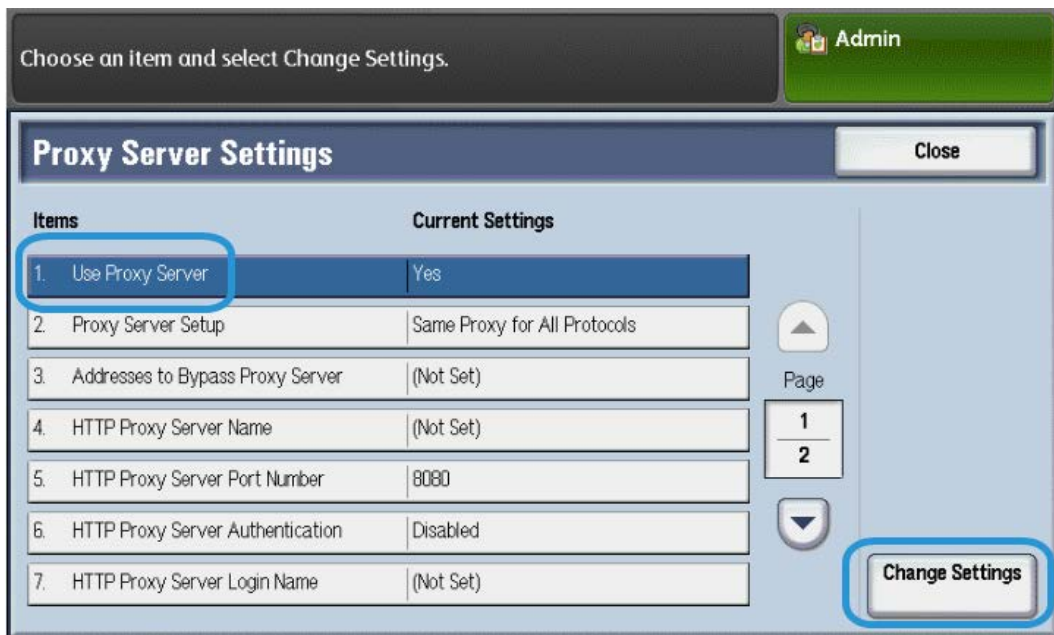 Choose an item and select Change Settings.
Admin
Proxy Server Settings
Close
Items Current Settings
1. Use Proxy Server Yes
2. Proxy Server Setup Same Proxy for All Protocols
3. Addresses to Bypass Proxy Server (Not Set)
Page
4. HTTP Proxy Server Name (Not Set)
1
2
5. HTTP Proxy Server Port Number 8080
6. HTTP Proxy Server Authentication Disabled
7. HTTP Proxy Server Login Name (Not Set)
Change Settings